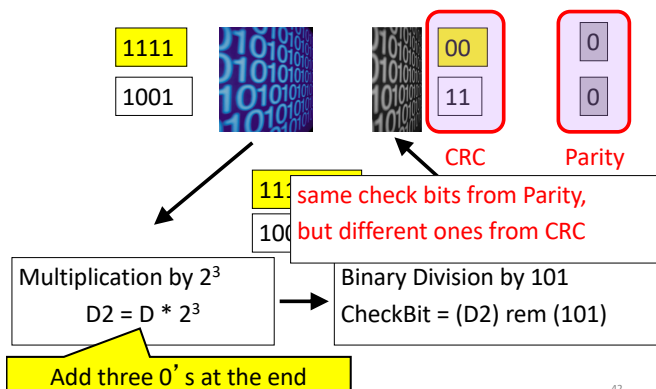 1111
00
0
1001
11
0
CRC
Parity
same check bits from Parity,
but different ones from CRC
Multiplication by 2³
D2 = D * 2³
Binary Division by 101
CheckBit = (D2) rem (101)
Add three 0's at the end
42